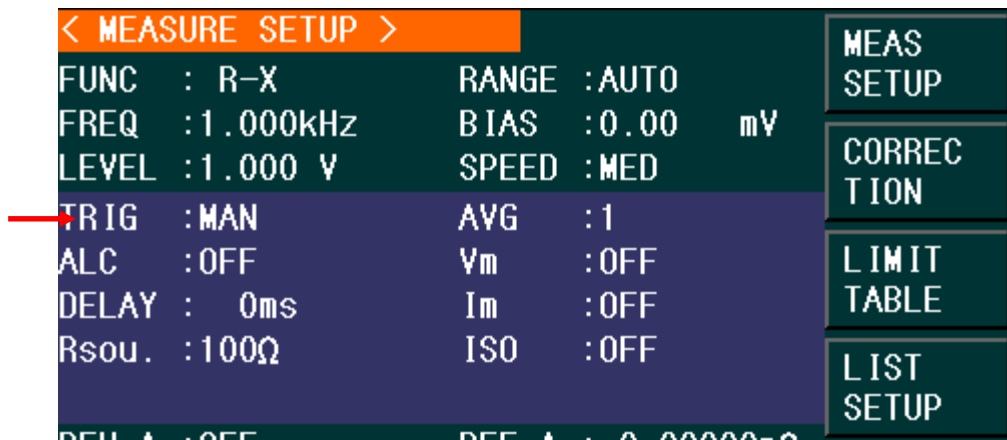 < MEASURE SETUP >
FUNC : R-X RANGE :AUTO
FREQ :1.000kHz BIAS :0.00 mV
LEVEL :1.000 V SPEED :MED
TRIG :MAN AVG :1
ALC :OFF Vm :OFF
DELAY : 0ms Im :OFF
Rsou. :100Ω ISO :OFF
MEAS
SETUP
CORREC
TION
LIMIT
TABLE
LIST
SETUP